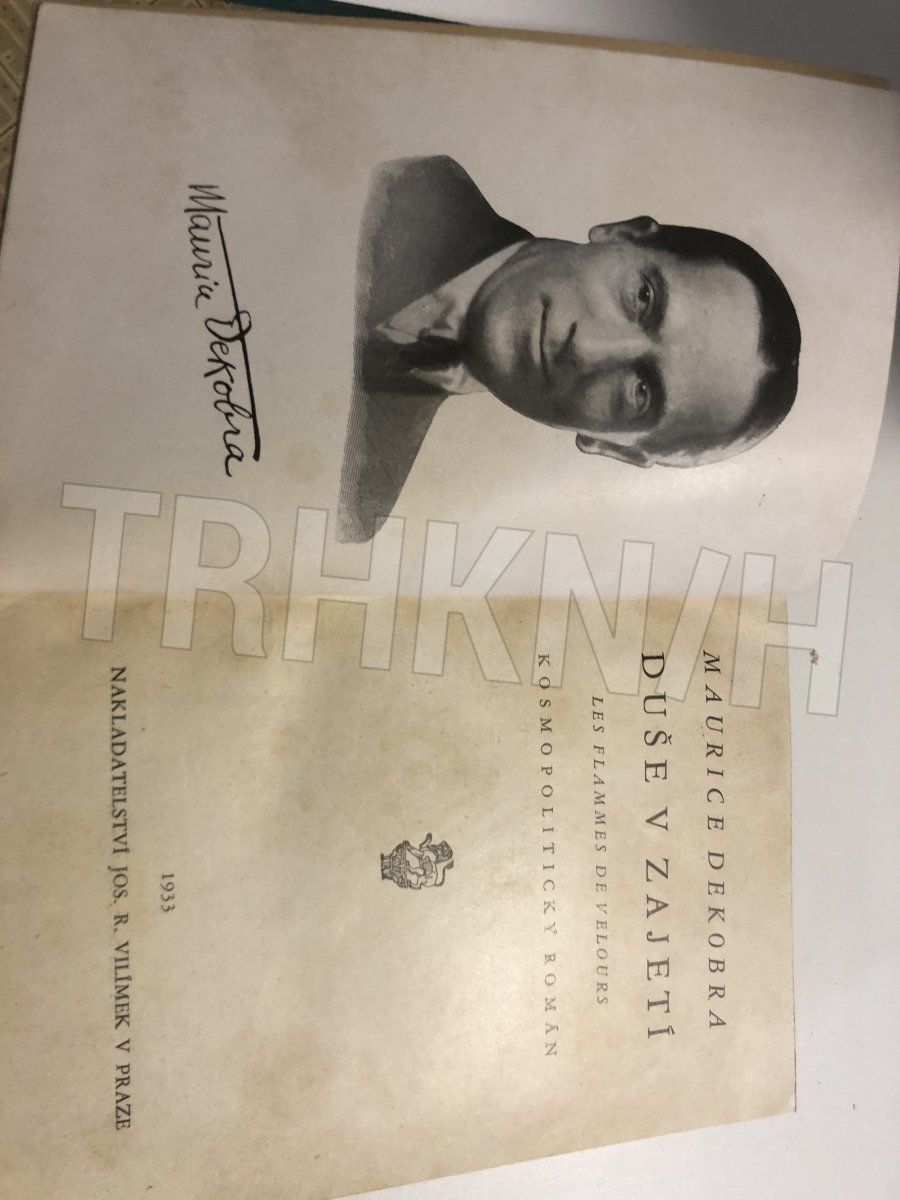 Maurice Dekobra
MAURICE DEKOBRA
DUŠE V ZAJETÍ
LES FLAMMES DE VELOURS
KOSMOPOLITICKÝ ROMÁN
1933
NAKLADATELSTVÍ JOS. R. VILÍMEK V PRAZE
TRHKNIH